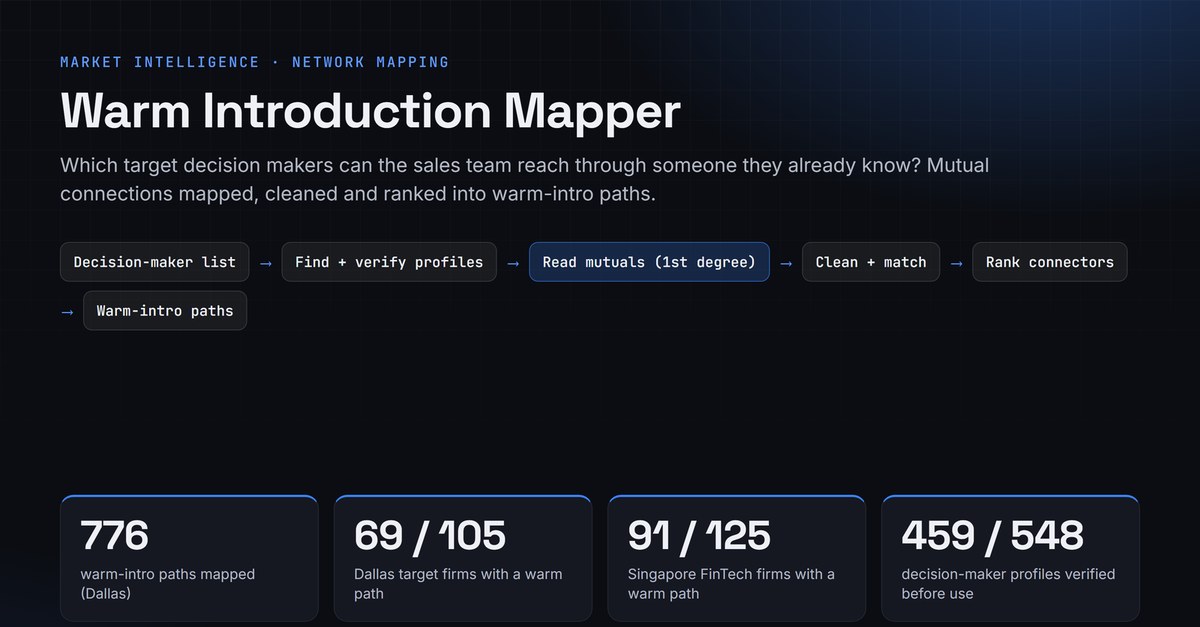 MARKET INTELLIGENCE · NETWORK MAPPING
Warm Introduction Mapper
Which target decision makers can the sales team reach through someone they already know? Mutual
connections mapped, cleaned and ranked into warm-intro paths.
Decision-maker list → Find + verify profiles → Read mutuals (1st degree) → Clean + match → Rank connectors
→ Warm-intro paths
776
warm-intro paths mapped
(Dallas)
69 / 105
Dallas target firms with a warm
path
91 / 125
Singapore FinTech firms with a
warm path
459 / 548
decision-maker profiles verified
before use